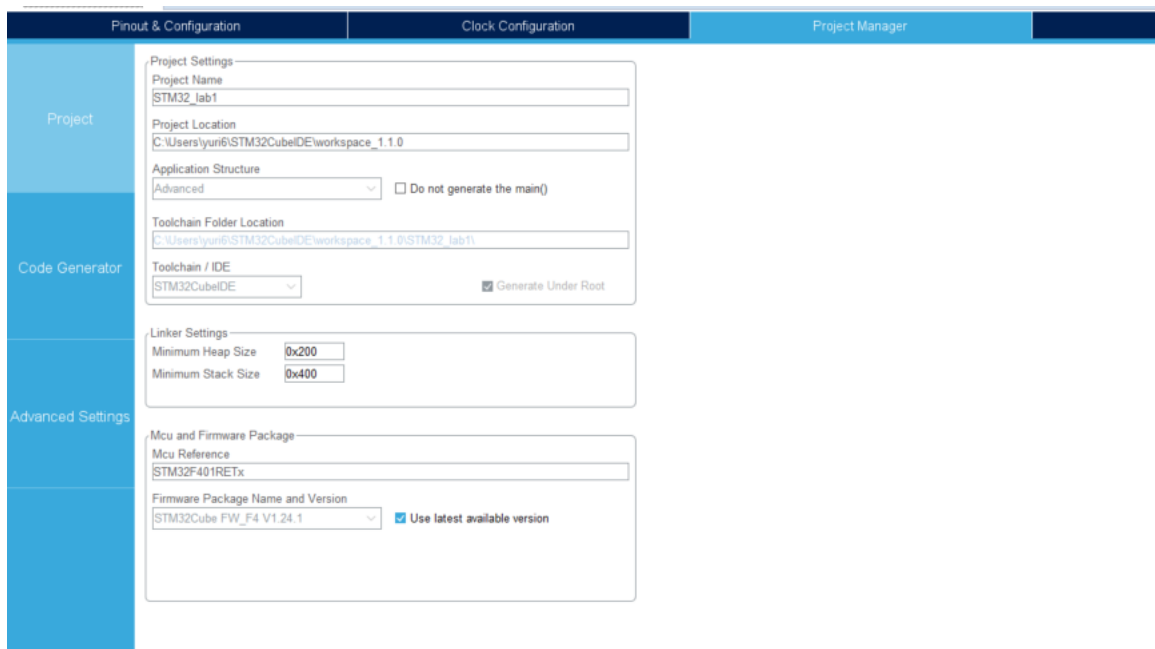 Pinout & Configuration
Clock Configuration
Project Manager
Project
Code Generator
Advanced Settings
Project Settings
Project Name
STM32_lab1
Project Location
C:\Users\yuri6\STM32CubeIDE\workspace_1.1.0
Application Structure
Advanced
Do not generate the main()
Toolchain Folder Location
C:\Users\yuri6\STM32CubeIDE\workspace_1.1.0\STM32_lab1\
Toolchain / IDE
STM32CubeIDE
Generate Under Root
Linker Settings
Minimum Heap Size 0x200
Minimum Stack Size 0x400
Mcu and Firmware Package
Mcu Reference
STM32F401RETx
Firmware Package Name and Version
STM32Cube FW_F4 V1.24.1
Use latest available version